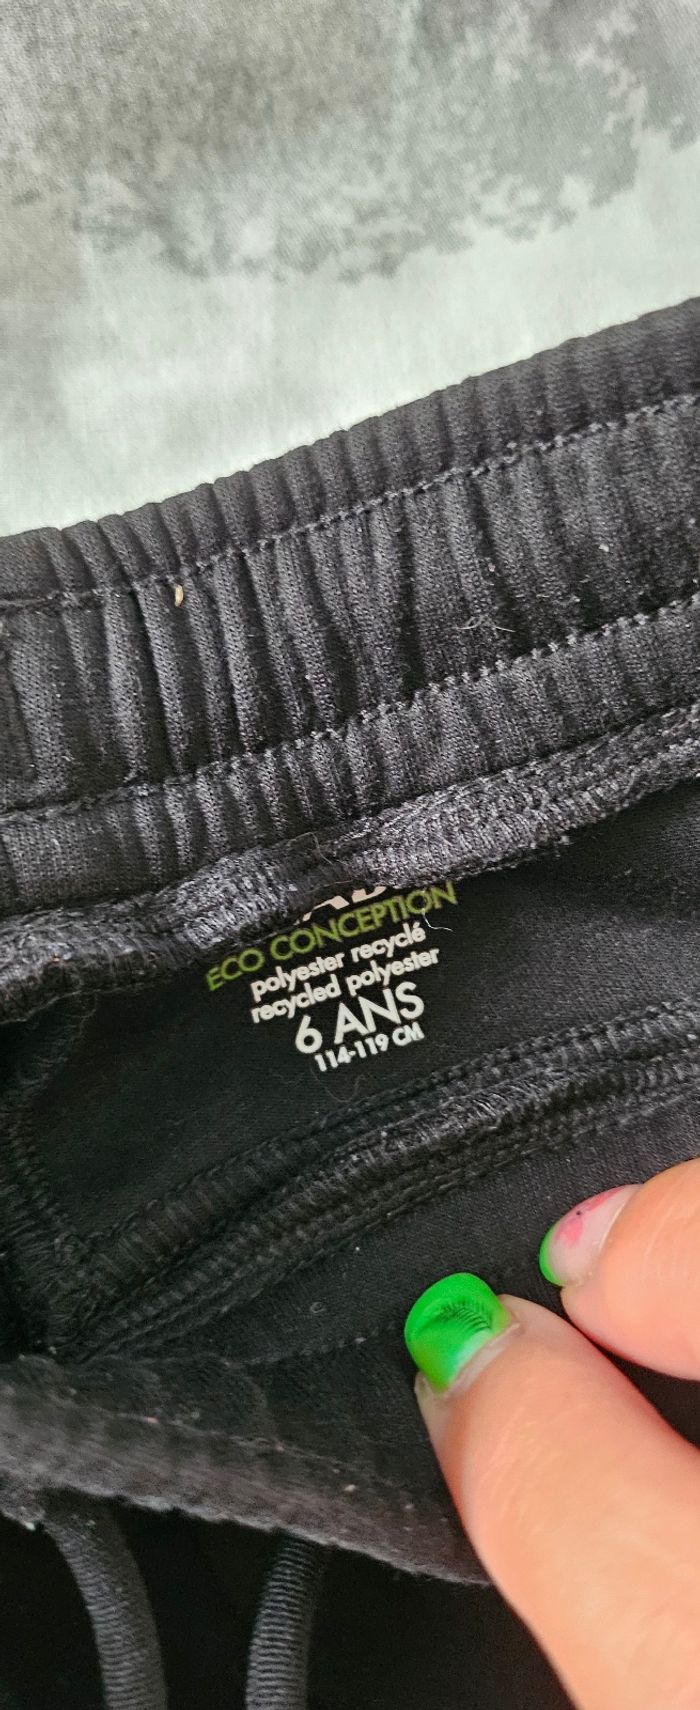 ECO CONCEPTION
polyester recyclé
recycled polyester
6 ANS
114-119 CM